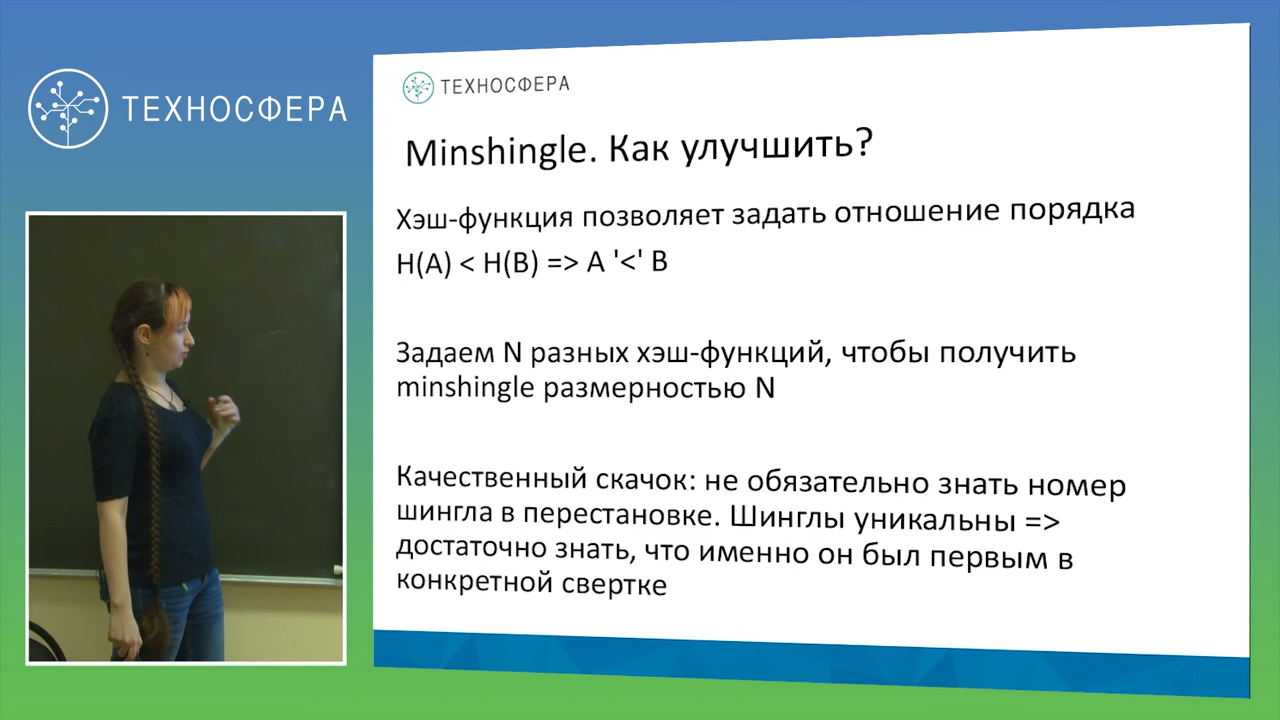 ТЕХНОСФЕРА
ТЕХНОСФЕРА
Minshingle. Как улучшить?
Хэш-функция позволяет задать отношение порядка
H(A) < H(B) => A '<' B
Задаем N разных хэш-функций, чтобы получить
minshingle размерностью N
Качественный скачок: не обязательно знать номер
шингла в перестановке. Шинглы уникальны =>
достаточно знать, что именно он был первым в
конкретной свертке